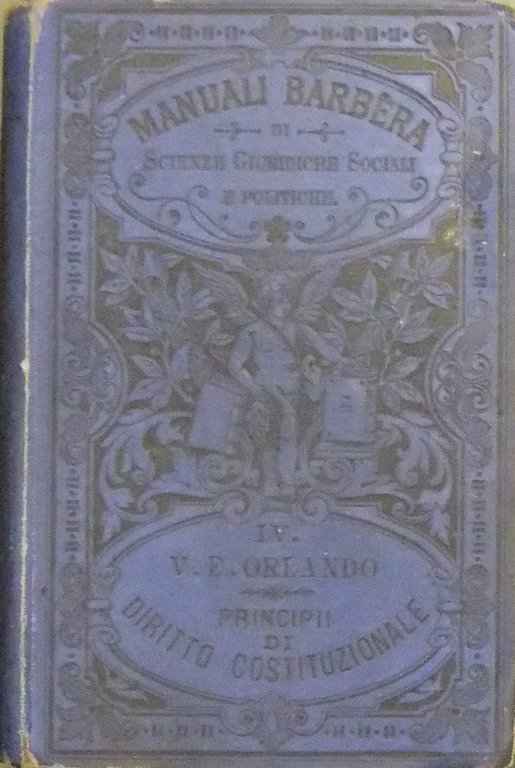 MANUALI BARBÈRA
DI
SCIENZE GIURIDICHE SOCIALI
E POLITICHE.
IV.
V. E. ORLANDO
PRINCIPII
DI
DIRITTO COSTITUZIONALE